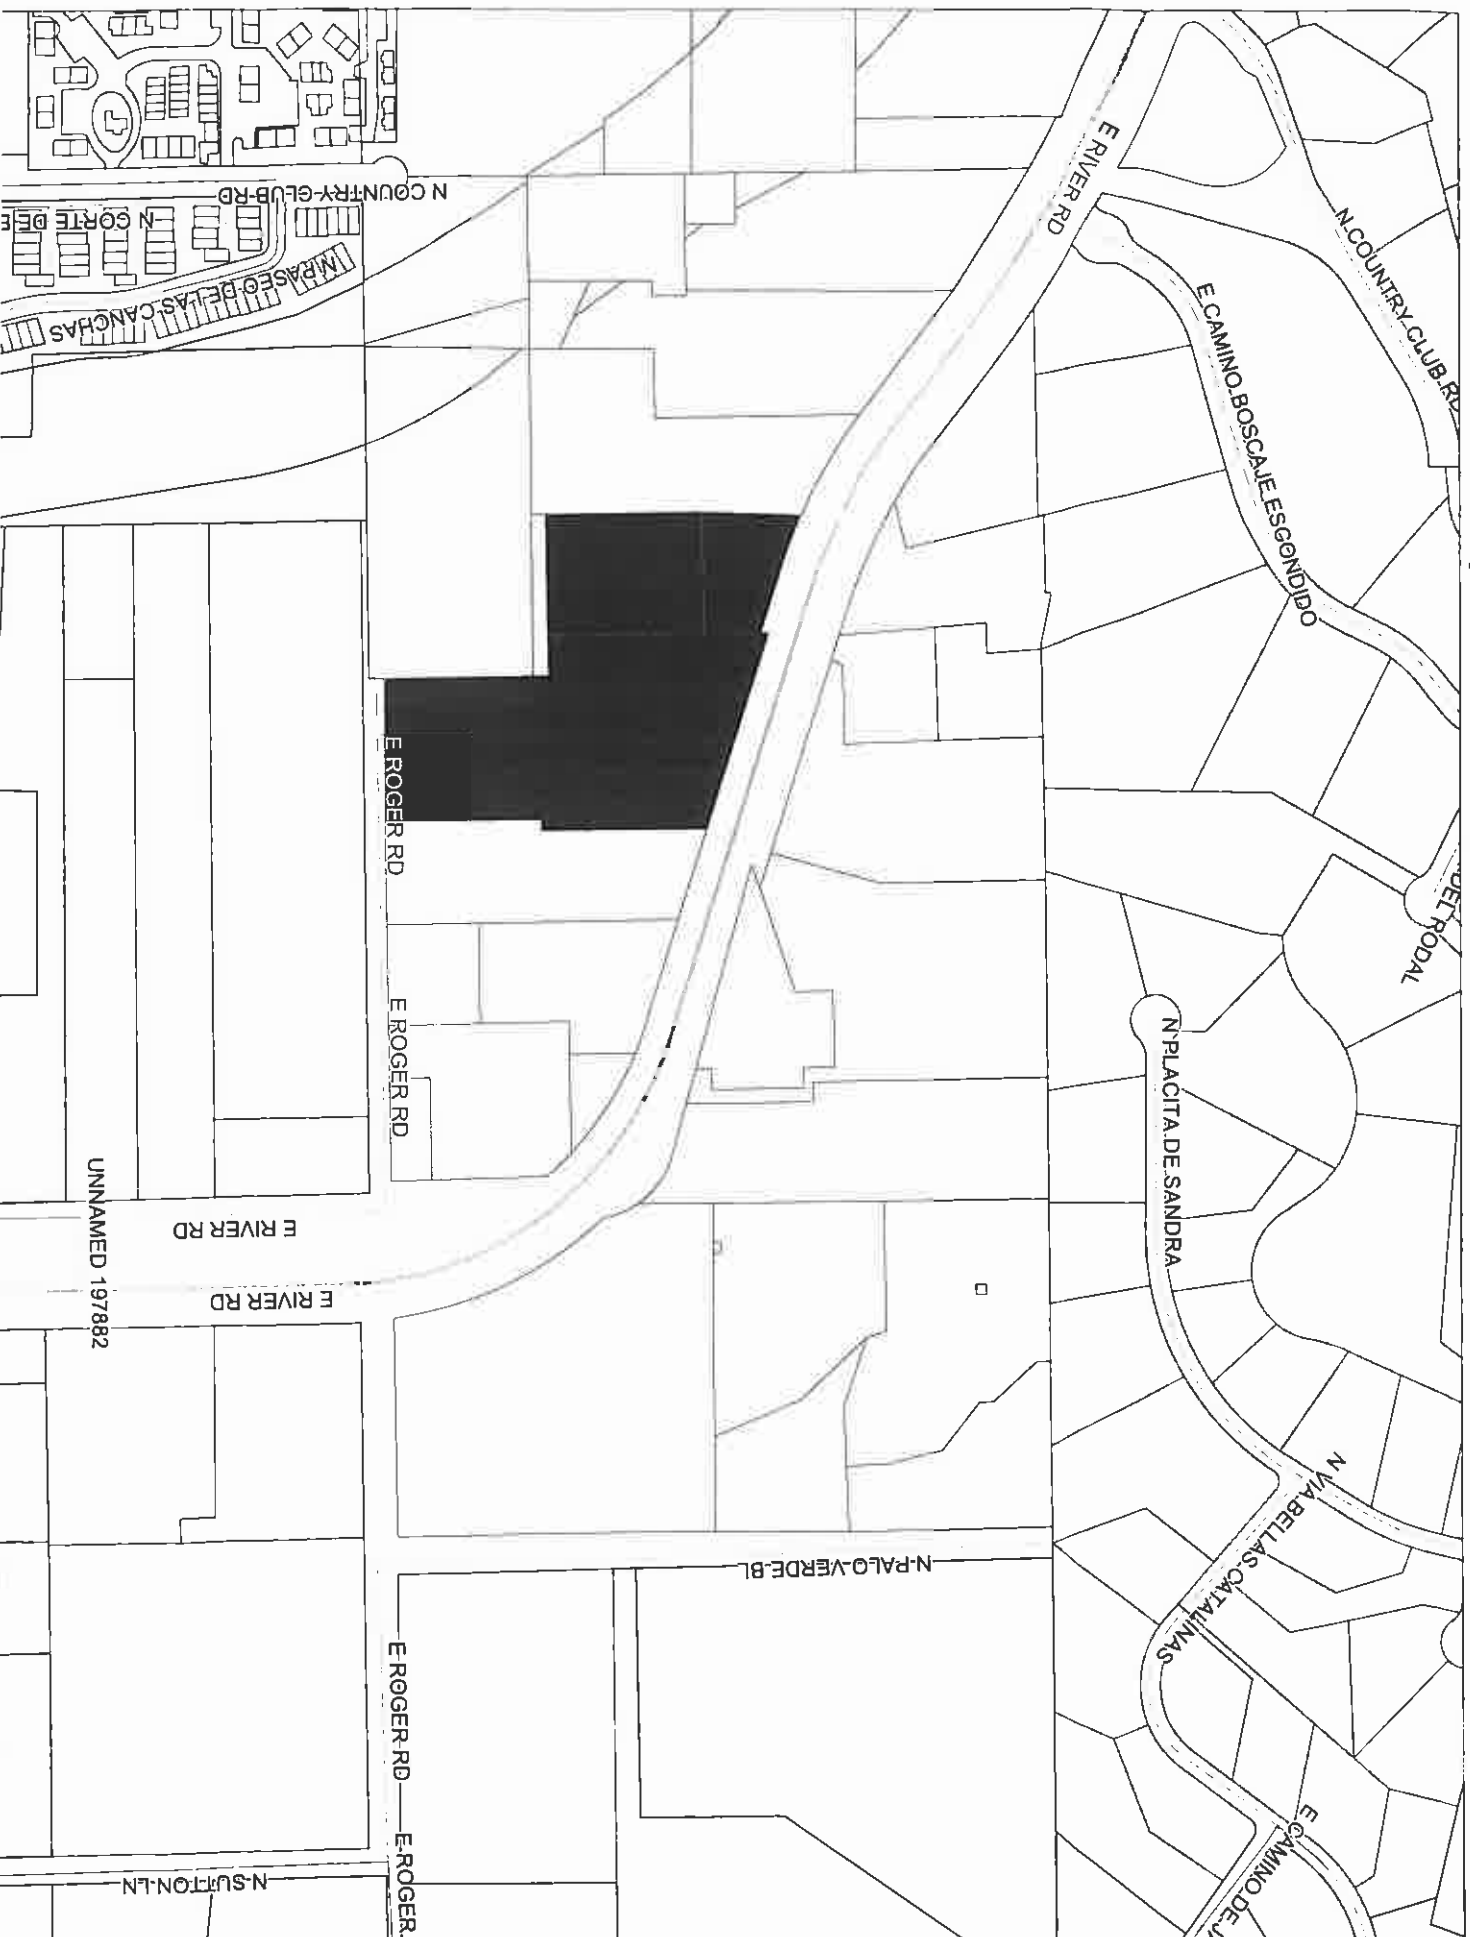 E RIVER RD
N COUNTRY CLUB RD
N CORTE DE
N PASEO DE LAS CANCHAS
N COUNTRY CLUB RD
E CAMINO BOSCAJE ESCONDIDO
E ROGER RD
DEL RODAL
E ROGER RD
N PLACITA DE SANDRA
UNNAMED 197882
E RIVER RD
E RIVER RD
N VIA BELLAS CATALINAS
N PALO VERDE BL
E ROGER RD
E ROGER
N SUTTON LN
E CAMINO DE